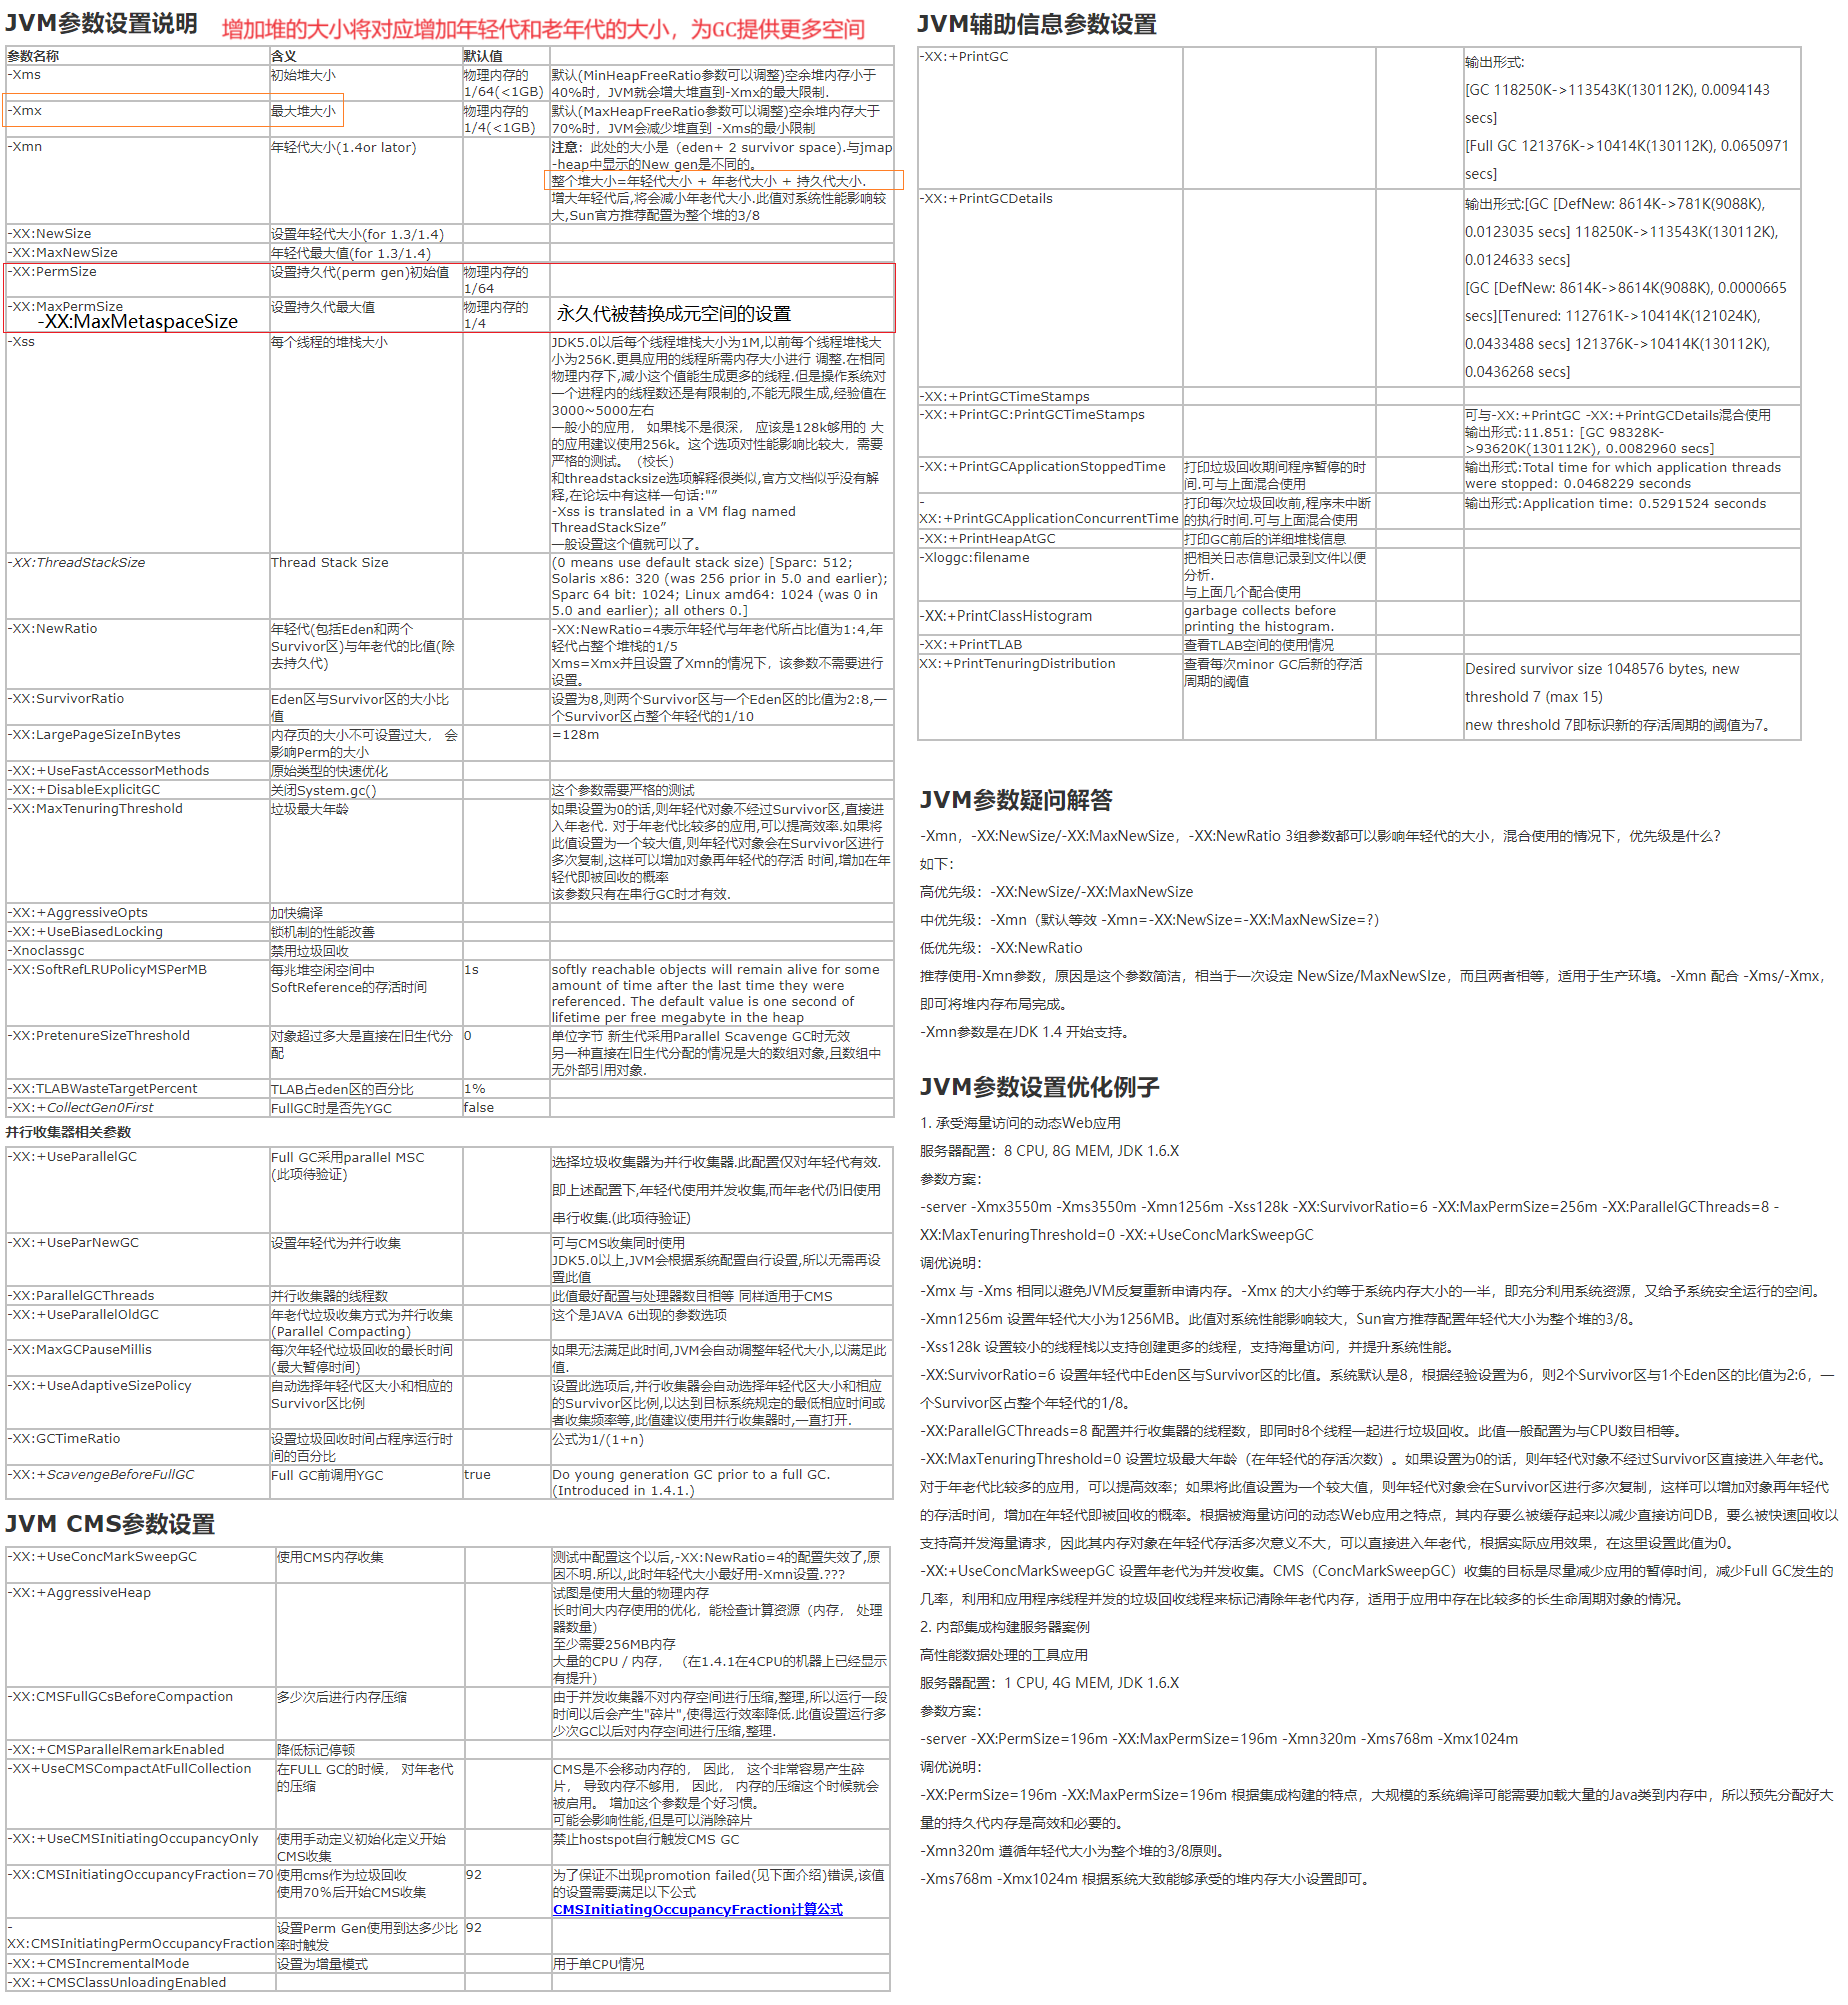 JVM参数设置说明
增加堆的大小将对应增加年轻代和老年代的大小，为GC提供更多空间
参数名称 含义 默认值
-Xms 初始堆大小 物理内存的 默认(MinHeapFreeRatio参数可以调整)空余堆内存小于
1/64(<1GB) 40%时，JVM就会增大堆直到-Xmx的最大限制.
-Xmx 最大堆大小 物理内存的 默认(MaxHeapFreeRatio参数可以调整)空余堆内存大于
1/4(<1GB) 70%时，JVM会减少堆直到 -Xms的最小限制
-Xmn 年轻代大小(1.4or lator) 注意：此处的大小是（eden+ 2 survivor space).与jmap
-heap中显示的New gen是不同的。
整个堆大小=年轻代大小 + 年老代大小 + 持久代大小.
增大年轻代后,将会减小年老代大小.此值对系统性能影响较
大,Sun官方推荐配置为整个堆的3/8
-XX:NewSize 设置年轻代大小(for 1.3/1.4)
-XX:MaxNewSize 年轻代最大值(for 1.3/1.4)
-XX:PermSize 设置持久代(perm gen)初始值 物理内存的
1/64
-XX:MaxPermSize 设置持久代最大值 物理内存的
1/4
-XX:MaxMetaspaceSize 永久代被替换成元空间的设置
-Xss 每个线程的堆栈大小 JDK5.0以后每个线程堆栈大小为1M,以前每个线程堆栈大
小为256K.更具应用的线程所需内存大小进行 调整.在相同
物理内存下,减小这个值能生成更多的线程.但是操作系统对
一个进程内的线程数还是有限制的,不能无限生成,经验值在
3000~5000左右
一般小的应用， 如果栈不是很深， 应该是128k够用的 大
的应用建议使用256k。这个选项对性能影响比较大，需要
严格的测试。（校长）
和threadstacksize选项解释很类似,官方文档似乎没有解
释,在论坛中有这样一句话:"”
-Xss is translated in a VM flag named
ThreadStackSize”
一般设置这个值就可以了。
-XX:ThreadStackSize Thread Stack Size (0 means use default stack size) [Sparc: 512;
Solaris x86: 320 (was 256 prior in 5.0 and earlier);
Sparc 64 bit: 1024; Linux amd64: 1024 (was 0 in
5.0 and earlier); all others 0.]
-XX:NewRatio 年轻代(包括Eden和两个 -XX:NewRatio=4表示年轻代与年老代所占比值为1:4,年
Survivor区)与年老代的比值(除 轻代占整个堆栈的1/5
去持久代) Xms=Xmx并且设置了Xmn的情况下，该参数不需要进行
设置。
-XX:SurvivorRatio Eden区与Survivor区的大小比 设置为8,则两个Survivor区与一个Eden区的比值为2:8,一
值 个Survivor区占整个年轻代的1/10
-XX:LargePageSizeInBytes 内存页的大小不可设置过大， 会 =128m
影响Perm的大小
-XX:+UseFastAccessorMethods 原始类型的快速优化
-XX:+DisableExplicitGC 关闭System.gc() 这个参数需要严格的测试
-XX:MaxTenuringThreshold 垃圾最大年龄 如果设置为0的话,则年轻代对象不经过Survivor区,直接进
入年老代. 对于年老代比较多的应用,可以提高效率.如果将
此值设置为一个较大值,则年轻代对象会在Survivor区进行
多次复制,这样可以增加对象再年轻代的存活 时间,增加在年
轻代即被回收的概率
该参数只有在串行GC时才有效.
-XX:+AggressiveOpts 加快编译
-XX:+UseBiasedLocking 锁机制的性能改善
-Xnoclassgc 禁用垃圾回收
-XX:SoftRefLRUPolicyMSPerMB 每兆堆空闲空间中 1s softly reachable objects will remain alive for some
SoftReference的存活时间 amount of time after the last time they were
referenced. The default value is one second of
lifetime per free megabyte in the heap
-XX:PretenureSizeThreshold 对象超过多大是直接在旧生代分 0 单位字节 新生代采用Parallel Scavenge GC时无效
配 另一种直接在旧生代分配的情况是大的数组对象,且数组中
无外部引用对象.
-XX:TLABWasteTargetPercent TLAB占eden区的百分比 1%
-XX:+CollectGen0First FullGC时是否先YGC false
并行收集器相关参数
-XX:+UseParallelGC Full GC采用parallel MSC 选择垃圾收集器为并行收集器.此配置仅对年轻代有效.
(此项待验证) 即上述配置下,年轻代使用并发收集,而年老代仍旧使用
串行收集.(此项待验证)
-XX:+UseParNewGC 设置年轻代为并行收集 可与CMS收集同时使用
JDK5.0以上,JVM会根据系统配置自行设置,所以无需再设
置此值
-XX:ParallelGCThreads 并行收集器的线程数 此值最好配置与处理器数目相等 同样适用于CMS
-XX:+UseParallelOldGC 年老代垃圾收集方式为并行收集 这个是JAVA 6出现的参数选项
(Parallel Compacting)
-XX:MaxGCPauseMillis 每次年轻代垃圾回收的最长时间 如果无法满足此时间,JVM会自动调整年轻代大小,以满足此
(最大暂停时间) 值.
-XX:+UseAdaptiveSizePolicy 自动选择年轻代区大小和相应的 设置此选项后,并行收集器会自动选择年轻代区大小和相应
Survivor区比例 的Survivor区比例,以达到目标系统规定的最低相应时间或
者收集频率等,此值建议使用并行收集器时,一直打开.
-XX:GCTimeRatio 设置垃圾回收时间占程序运行时 公式为1/(1+n)
间的百分比
-XX:+ScavengeBeforeFullGC Full GC前调用YGC true Do young generation GC prior to a full GC.
(Introduced in 1.4.1.)
JVM CMS参数设置
-XX:+UseConcMarkSweepGC 使用CMS内存收集 测试中配置这个以后,-XX:NewRatio=4的配置失效了,原
因不明.所以,此时年轻代大小最好用-Xmn设置.???
-XX:+AggressiveHeap 试图是使用大量的物理内存
长时间大内存使用的优化，能检查计算资源（内存， 处理
器数量）
至少需要256MB内存
大量的CPU／内存， （在1.4.1在4CPU的机器上已经显示
有提升）
-XX:CMSFullGCsBeforeCompaction 多少次后进行内存压缩 由于并发收集器不对内存空间进行压缩,整理,所以运行一段
时间以后会产生"碎片",使得运行效率降低.此值设置运行多
少次GC以后对内存空间进行压缩,整理.
-XX:+CMSParallelRemarkEnabled 降低标记停顿
-XX+UseCMSCompactAtFullCollection 在FULL GC的时候， 对年老代 CMS是不会移动内存的， 因此， 这个非常容易产生碎
的压缩 片， 导致内存不够用， 因此， 内存的压缩这个时候就会
被启用。 增加这个参数是个好习惯。
可能会影响性能,但是可以消除碎片
-XX:+UseCMSInitiatingOccupancyOnly 使用手动定义初始化定义开始 禁止hostspot自行触发CMS GC
CMS收集
-XX:CMSInitiatingOccupancyFraction=70 使用cms作为垃圾回收 92 为了保证不出现promotion failed(见下面介绍)错误,该值
使用70％后开始CMS收集 的设置需要满足以下公式
CMSInitiatingOccupancyFraction计算公式
- 设置Perm Gen使用到达多少比 92
XX:CMSInitiatingPermOccupancyFraction 率时触发
-XX:+CMSIncrementalMode 设置为增量模式 用于单CPU情况
-XX:+CMSClassUnloadingEnabled
JVM辅助信息参数设置
-XX:+PrintGC 输出形式:
[GC 118250K->113543K(130112K), 0.0094143
secs]
[Full GC 121376K->10414K(130112K), 0.0650971
secs]
-XX:+PrintGCDetails 输出形式:[GC [DefNew: 8614K->781K(9088K),
0.0123035 secs] 118250K->113543K(130112K),
0.0124633 secs]
[GC [DefNew: 8614K->8614K(9088K), 0.0000665
secs][Tenured: 112761K->10414K(121024K),
0.0433488 secs] 121376K->10414K(130112K),
0.0436268 secs]
-XX:+PrintGCTimeStamps
-XX:+PrintGC:PrintGCTimeStamps 可与-XX:+PrintGC -XX:+PrintGCDetails混合使用
输出形式:11.851: [GC 98328K-
>93620K(130112K), 0.0082960 secs]
-XX:+PrintGCApplicationStoppedTime 打印垃圾回收期间程序暂停的时 输出形式:Total time for which application threads
间.可与上面混合使用 were stopped: 0.0468229 seconds
- 打印每次垃圾回收前,程序未中断 输出形式:Application time: 0.5291524 seconds
XX:+PrintGCApplicationConcurrentTime 的执行时间.可与上面混合使用
-XX:+PrintHeapAtGC 打印GC前后的详细堆栈信息
-Xloggc:filename 把相关日志信息记录到文件以便
分析.
与上面几个配合使用
-XX:+PrintClassHistogram garbage collects before
printing the histogram.
-XX:+PrintTLAB 查看TLAB空间的使用情况
XX:+PrintTenuringDistribution 查看每次minor GC后新的存活 Desired survivor size 1048576 bytes, new
周期的阈值 threshold 7 (max 15)
new threshold 7即标识新的存活周期的阈值为7。
JVM参数疑问解答
-Xmn，-XX:NewSize/-XX:MaxNewSize，-XX:NewRatio 3组参数都可以影响年轻代的大小，混合使用的情况下，优先级是什么？
如下：
高优先级：-XX:NewSize/-XX:MaxNewSize
中优先级：-Xmn（默认等效 -Xmn=-XX:NewSize=-XX:MaxNewSize=?）
低优先级：-XX:NewRatio
推荐使用-Xmn参数，原因是这个参数简洁，相当于一次设定 NewSize/MaxNewSIze，而且两者相等，适用于生产环境。-Xmn 配合 -Xms/-Xmx，
即可将堆内存布局完成。
-Xmn参数是在JDK 1.4 开始支持。
JVM参数设置优化例子
1. 承受海量访问的动态Web应用
服务器配置：8 CPU, 8G MEM, JDK 1.6.X
参数方案：
-server -Xmx3550m -Xms3550m -Xmn1256m -Xss128k -XX:SurvivorRatio=6 -XX:MaxPermSize=256m -XX:ParallelGCThreads=8 -
XX:MaxTenuringThreshold=0 -XX:+UseConcMarkSweepGC
调优说明：
-Xmx 与 -Xms 相同以避免JVM反复重新申请内存。-Xmx 的大小约等于系统内存大小的一半，即充分利用系统资源，又给予系统安全运行的空间。
-Xmn1256m 设置年轻代大小为1256MB。此值对系统性能影响较大，Sun官方推荐配置年轻代大小为整个堆的3/8。
-Xss128k 设置较小的线程栈以支持创建更多的线程，支持海量访问，并提升系统性能。
-XX:SurvivorRatio=6 设置年轻代中Eden区与Survivor区的比值。系统默认是8，根据经验设置为6，则2个Survivor区与1个Eden区的比值为2:6，一
个Survivor区占整个年轻代的1/8。
-XX:ParallelGCThreads=8 配置并行收集器的线程数，即同时8个线程一起进行垃圾回收。此值一般配置为与CPU数目相等。
-XX:MaxTenuringThreshold=0 设置垃圾最大年龄（在年轻代的存活次数）。如果设置为0的话，则年轻代对象不经过Survivor区直接进入年老代。
对于年老代比较多的应用，可以提高效率；如果将此值设置为一个较大值，则年轻代对象会在Survivor区进行多次复制，这样可以增加对象再年轻代
的存活时间，增加在年轻代即被回收的概率。根据被海量访问的动态Web应用之特点，其内存要么被缓存起来以减少直接访问DB，要么被快速回收以
支持高并发海量请求，因此其内存对象在年轻代存活多次意义不大，可以直接进入年老代，根据实际应用效果，在这里设置此值为0。
-XX:+UseConcMarkSweepGC 设置年老代为并发收集。CMS（ConcMarkSweepGC）收集的目标是尽量减少应用的暂停时间，减少Full GC发生的
几率，利用和应用程序线程并发的垃圾回收线程来标记清除年老代内存，适用于应用中存在比较多的长生命周期对象的情况。
2. 内部集成构建服务器案例
高性能数据处理的工具应用
服务器配置：1 CPU, 4G MEM, JDK 1.6.X
参数方案：
-server -XX:PermSize=196m -XX:MaxPermSize=196m -Xmn320m -Xms768m -Xmx1024m
调优说明：
-XX:PermSize=196m -XX:MaxPermSize=196m 根据集成构建的特点，大规模的系统编译可能需要加载大量的Java类到内存中，所以预先分配好大
量的持久代内存是高效和必要的。
-Xmn320m 遵循年轻代大小为整个堆的3/8原则。
-Xms768m -Xmx1024m 根据系统大致能够承受的堆内存大小设置即可。